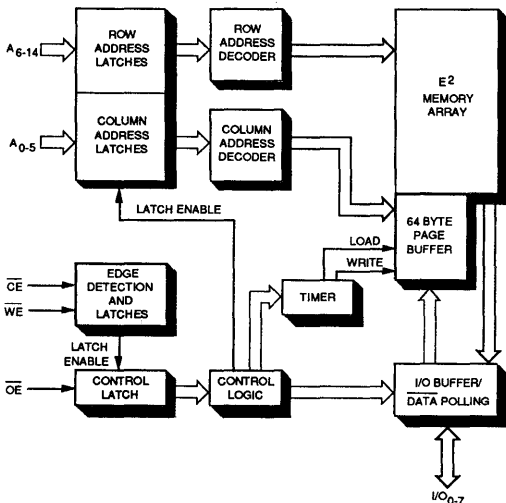 A6-14
ROW
ADDRESS
LATCHES
ROW
ADDRESS
DECODER
E2
MEMORY
ARRAY
A0-5
COLUMN
ADDRESS
LATCHES
COLUMN
ADDRESS
DECODER
LATCH ENABLE
64 BYTE
PAGE
BUFFER
LOAD
WRITE
CE
WE
EDGE
DETECTION
AND
LATCHES
TIMER
LATCH
ENABLE
OE
CONTROL
LATCH
CONTROL
LOGIC
I/O BUFFER/
DATA POLLING
I/O0-7